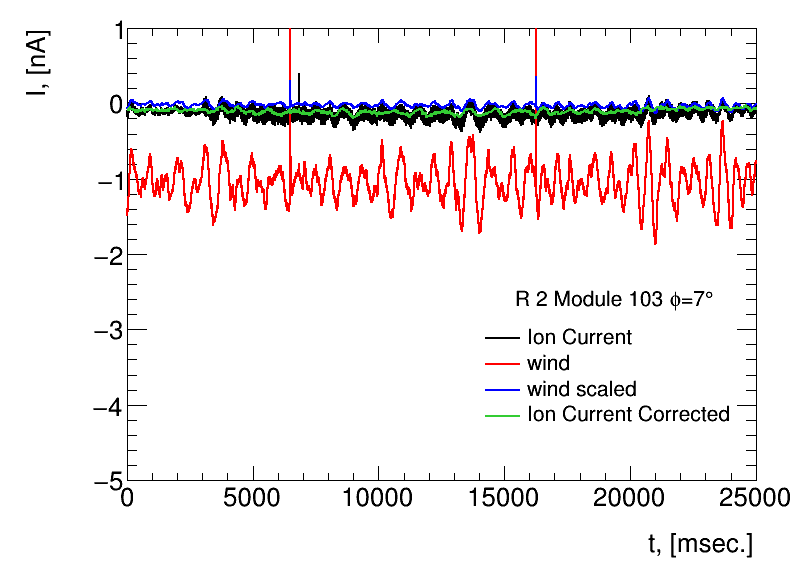 I, [nA]
1
0
−1
−2
−3
−4
−5
R 2 Module 103 ϕ=7°
Ion Current
wind
wind scaled
Ion Current Corrected
0 5000 10000 15000 20000 25000
t, [msec.]